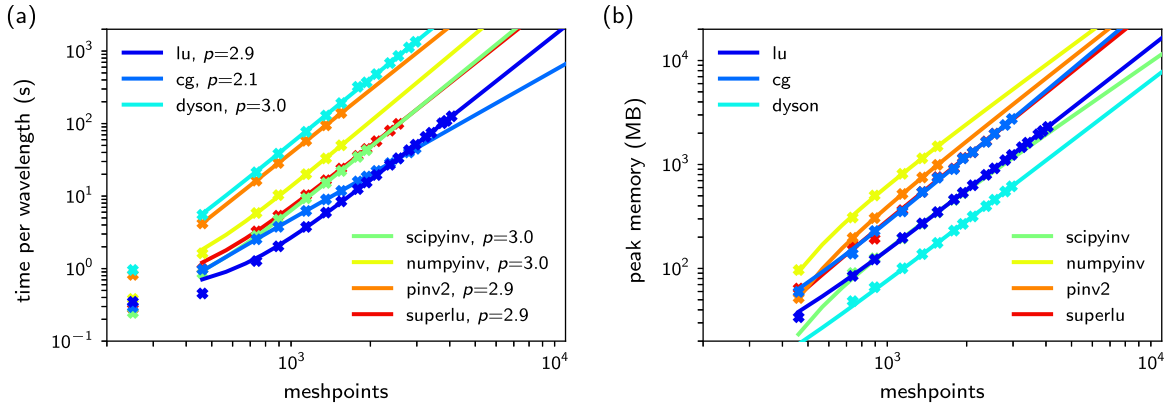 (a)
time per wavelength (s)
10³
10²
10¹
10⁰
10⁻¹
lu, p=2.9
cg, p=2.1
dyson, p=3.0
scipyinv, p=3.0
numpyinv, p=3.0
pinv2, p=2.9
superlu, p=2.9
10³
10⁴
meshpoints
(b)
peak memory (MB)
10⁴
10³
10²
lu
cg
dyson
scipyinv
numpyinv
pinv2
superlu
10³
10⁴
meshpoints